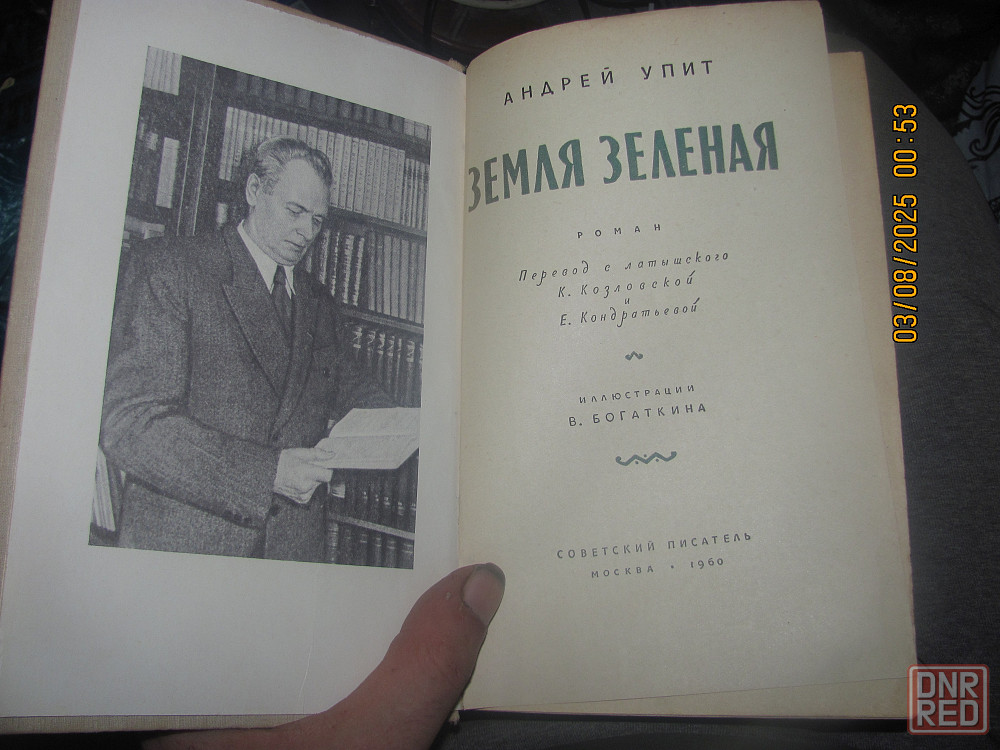 АНДРЕЙ УПИТ
ЗЕМЛЯ ЗЕЛЕНАЯ
РОМАН
Перевод с латышского
К. Козловской
и
Е. Кондратьевой
ИЛЛЮСТРАЦИИ
В. БОГАТКИНА
СОВЕТСКИЙ ПИСАТЕЛЬ
МОСКВА • 1960
03/08/2025 00:53
DNR
RED